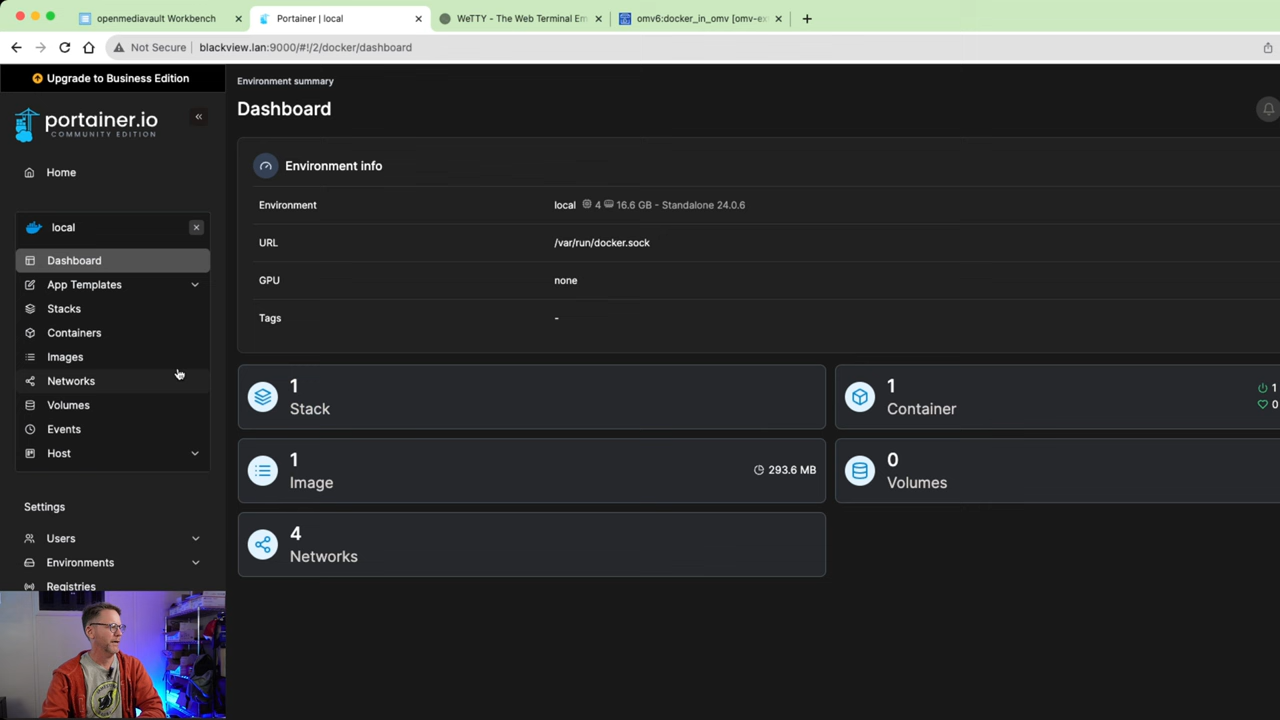 openmediavault Workbench
Portainer | local
WeTTY - The Web Terminal Em
omv6:docker_in_omv [omv-ex
Not Secure
blackview.lan:9000/#!/2/docker/dashboard
Upgrade to Business Edition
portainer.io
COMMUNITY EDITION
Home
local
Dashboard
App Templates
Stacks
Containers
Images
Networks
Volumes
Events
Host
Settings
Users
Environments
Registries
Environment summary
Dashboard
Environment info
Environment
local 4 16.6 GB - Standalone 24.0.6
URL
/var/run/docker.sock
GPU
none
Tags
-
1
Stack
1
Container
1
0
1
Image
293.6 MB
0
Volumes
4
Networks